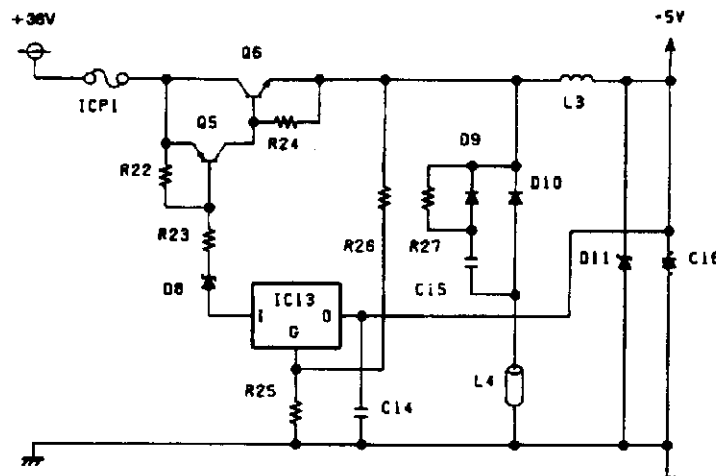 +36V
-5V
Q6
ICP1
L3
Q5
R24
R22
D9
D10
R23
R26
R27
D11
C16
D8
C15
IC13
I
O
G
L4
R25
C14